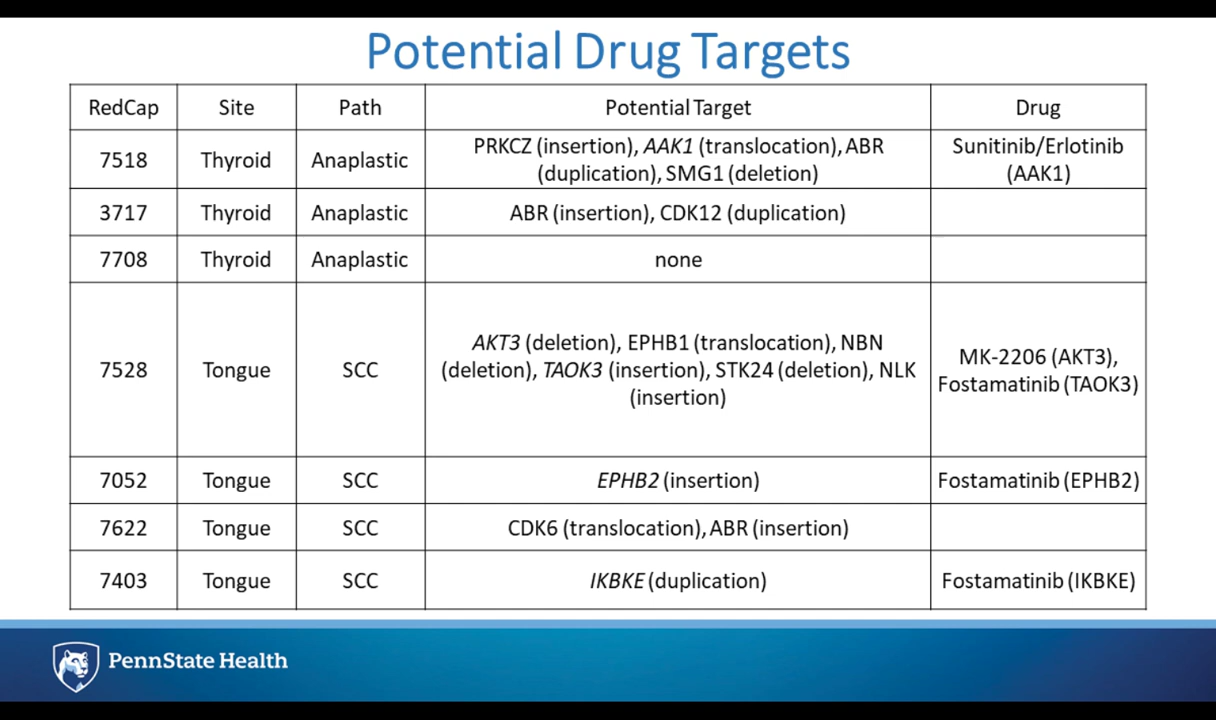 Potential Drug Targets
RedCap Site Path Potential Target Drug
7518 Thyroid Anaplastic PRKCZ (insertion), AAK1 (translocation), ABR (duplication), SMG1 (deletion) Sunitinib/Erlotinib (AAK1)
3717 Thyroid Anaplastic ABR (insertion), CDK12 (duplication)
7708 Thyroid Anaplastic none
7528 Tongue SCC AKT3 (deletion), EPHB1 (translocation), NBN (deletion), TAOK3 (insertion), STK24 (deletion), NLK (insertion) MK-2206 (AKT3), Fostamatinib (TAOK3)
7052 Tongue SCC EPHB2 (insertion) Fostamatinib (EPHB2)
7622 Tongue SCC CDK6 (translocation), ABR (insertion)
7403 Tongue SCC IKBKE (duplication) Fostamatinib (IKBKE)
PennState Health